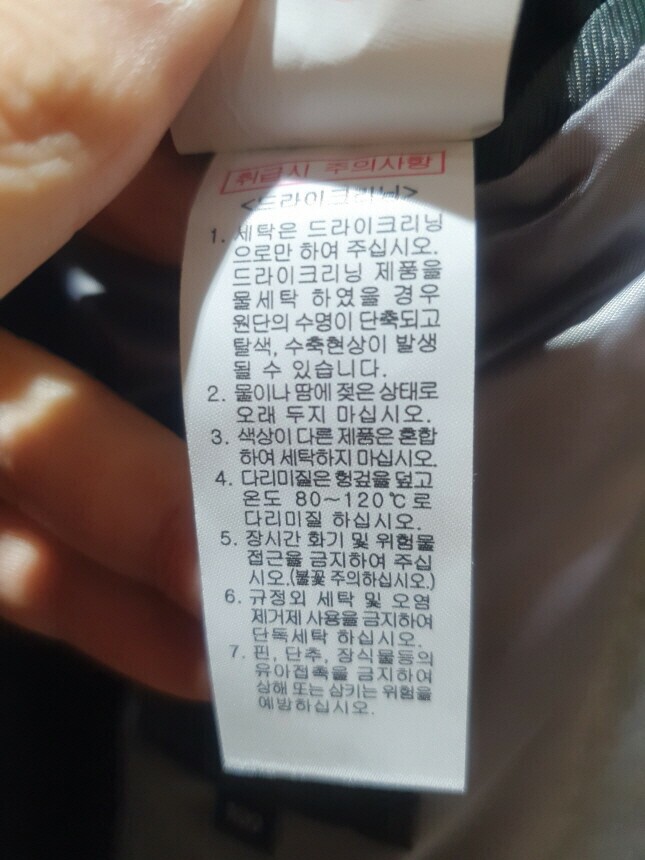 취급시 주의사항
<드라이크리닝>
1. 세탁은 드라이크리닝
으로만 하여 주십시오.
드라이크리닝 제품을
물세탁 하였을 경우
원단의 수명이 단축되고
탈색, 수축현상이 발생
될 수 있습니다.
2. 물이나 땀에 젖은 상태로
오래 두지 마십시오.
3. 색상이 다른 제품은 혼합
하여 세탁하지 마십시오.
4. 다리미질은 헝겊을 덮고
온도 80~120℃로
다리미질 하십시오.
5. 장시간 화기 및 위험물
접근을 금지하여 주십
시오.(불꽃 주의하십시오.)
6. 규정외 세탁 및 오염
제거제 사용을 금지하여
단독세탁 하십시오.
7. 핀, 단추, 장식물등의
유아접촉을 금지하여
상해 또는 삼키는 위험을
예방하십시오.